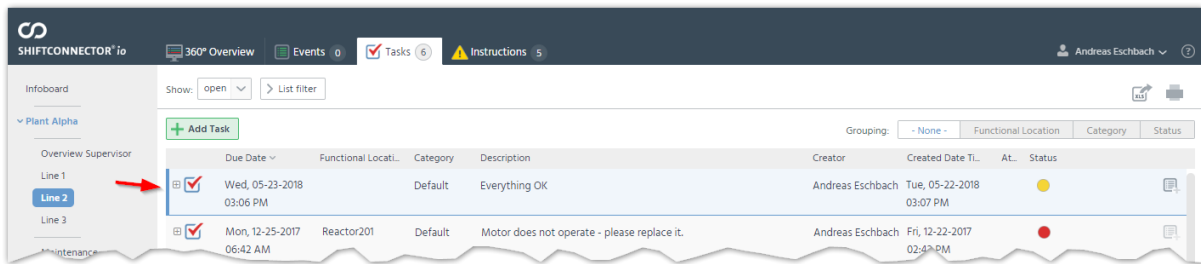 SHIFTCONNECTOR® io
360° Overview Events 0 Tasks 6 Instructions 5 Andreas Eschbach ?
Infoboard
Show: open List filter
XLS
Plant Alpha
Add Task
Grouping: - None - Functional Location Category Status
Overview Supervisor
Line 1
Line 2
Line 3
Maintenance
Due Date Functional Locati... Category Description Creator Created Date Ti... At... Status
Wed, 05-23-2018 Default Everything OK Andreas Eschbach Tue, 05-22-2018
03:06 PM 03:07 PM
Mon, 12-25-2017 Reactor201 Default Motor does not operate - please replace it. Andreas Eschbach Fri, 12-22-2017
06:42 AM 02:42 PM